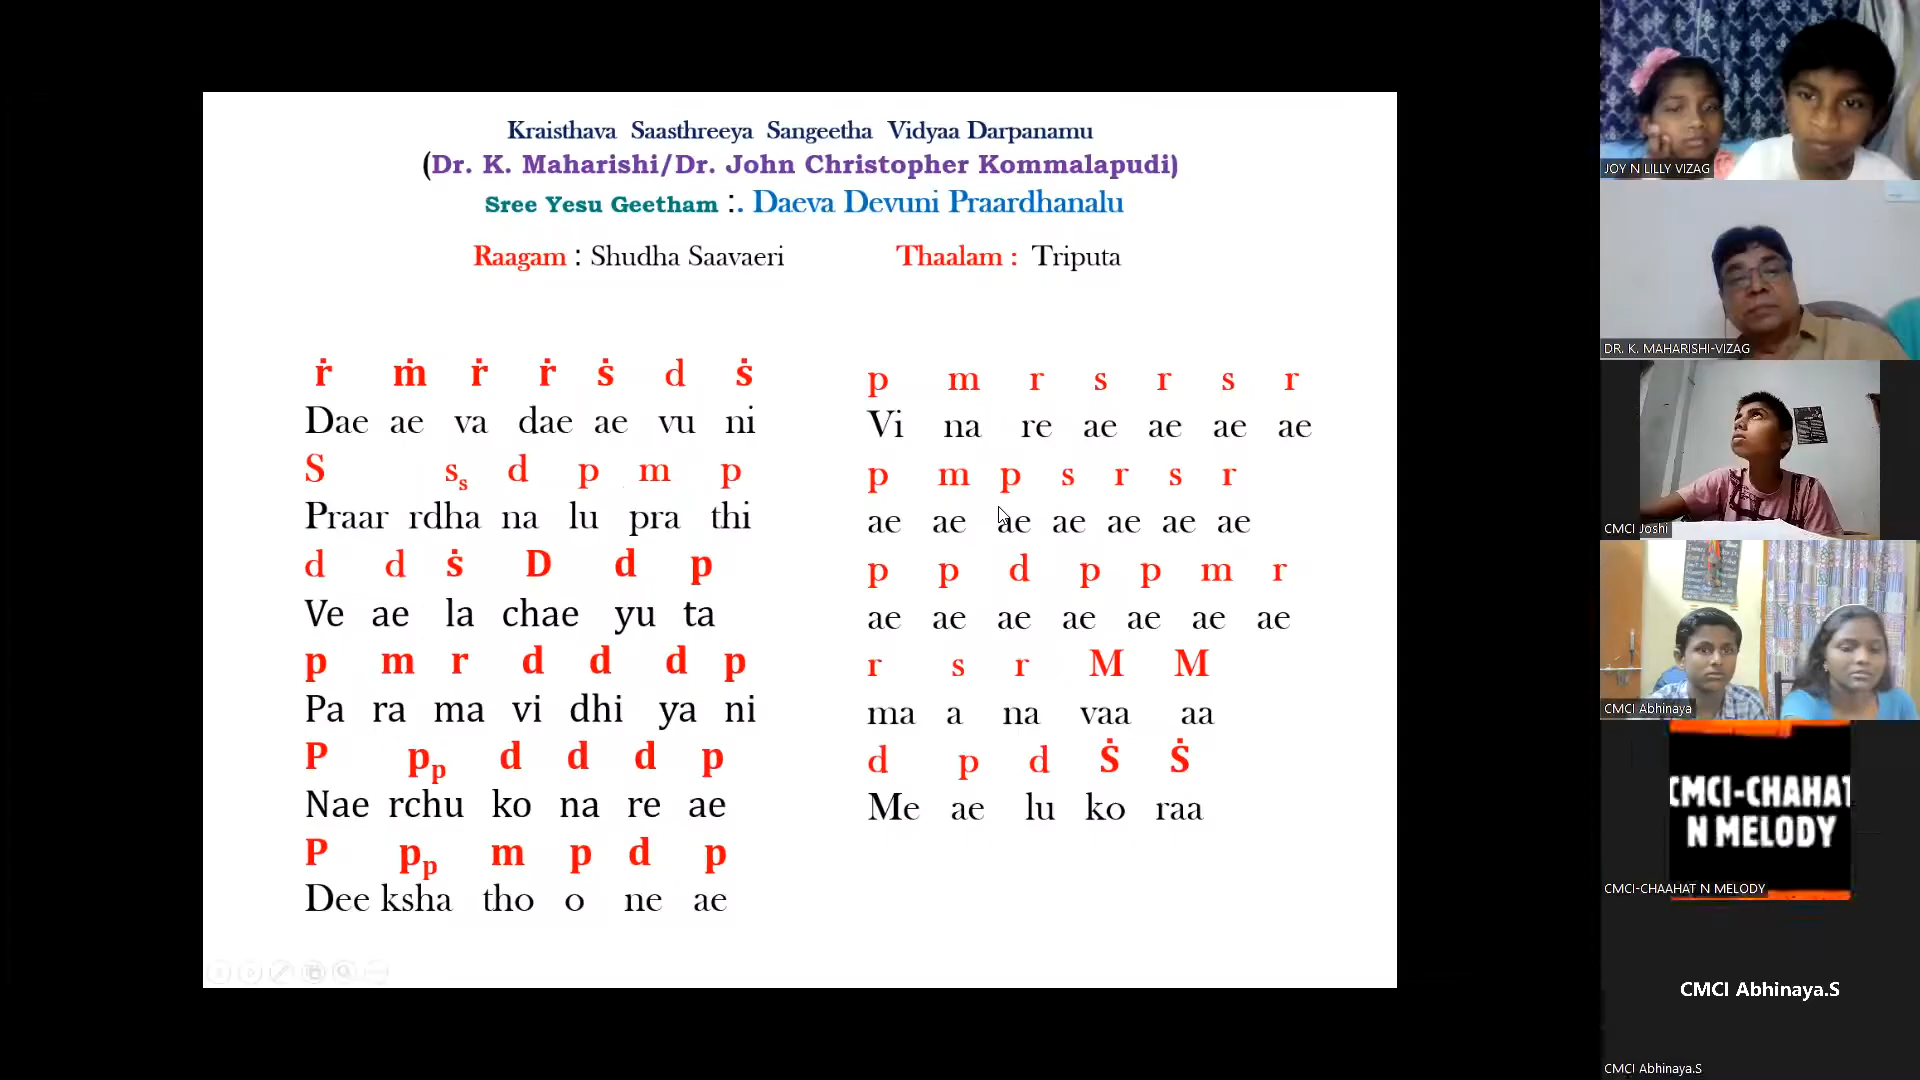 Kraisthava Saasthreeya Sangeetha Vidyaa Darpanamu
(Dr. K. Maharishi/Dr. John Christopher Kommalapudi)
Sree Yesu Geetham :. Daeva Devuni Praardhanalu
Raagam : Shudha Saavaeri Thaalam : Triputa
ṙ ṁ ṙ ṙ ṡ d ṡ
Dae ae va dae ae vu ni
S sₛ d p m p
Praar rdha na lu pra thi
d d ṡ D d p
Ve ae la chae yu ta
p m r d d d p
Pa ra ma vi dhi ya ni
P pₚ d d d p
Nae rchu ko na re ae
P pₚ m p d p
Dee ksha tho o ne ae
p m r s r s r
Vi na re ae ae ae ae
p m p s r s r
ae ae ae ae ae ae ae
p p d p p m r
ae ae ae ae ae ae ae
r s r M M
ma a na vaa aa
d p d Ṡ Ṡ
Me ae lu ko raa
JOY N LILLY VIZAG
DR. K. MAHARISHI-VIZAG
CMCI Joshi
CMCI Abhinaya
CMCI-CHAHAT
N MELODY
CMCI-CHAAHAT N MELODY
CMCI Abhinaya.S
CMCI Abhinaya.S